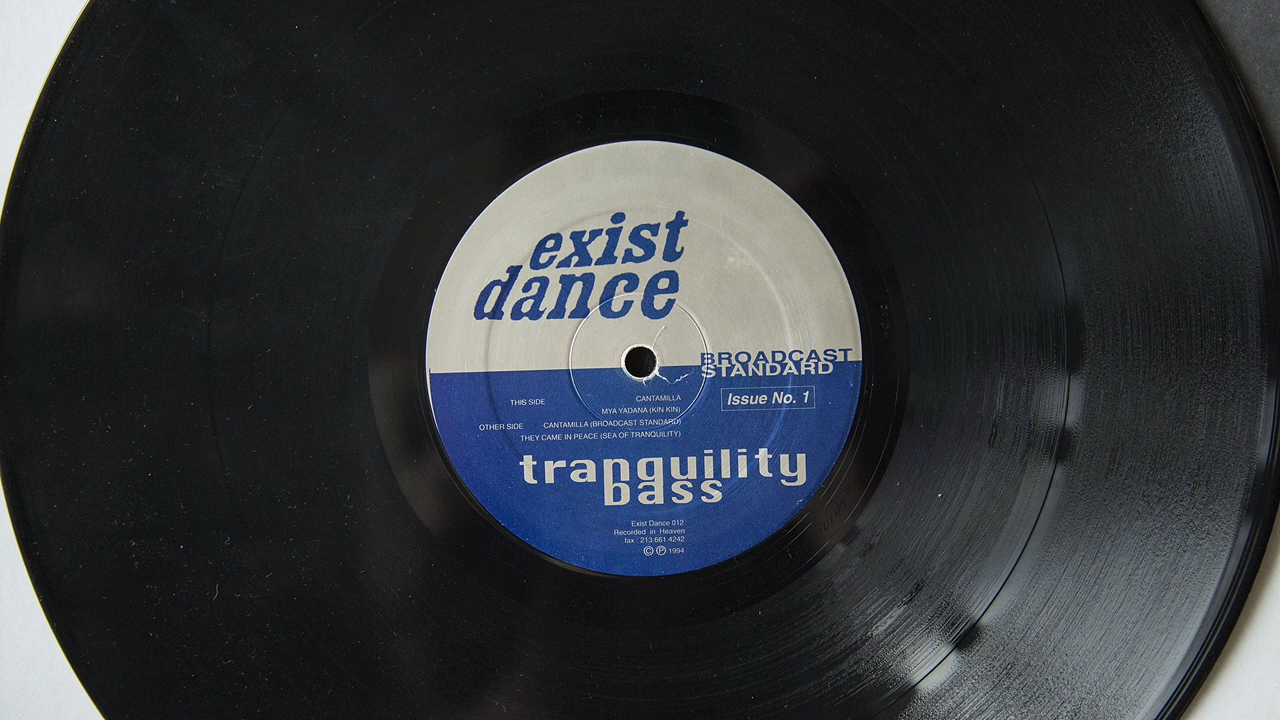 exist
dance
BROADCAST
STANDARD
Issue No. 1
THIS SIDE CANTAMILLA
MYA YADANA (KIN KIN)
OTHER SIDE CANTAMILLA (BROADCAST STANDARD)
THEY CAME IN PEACE (SEA OF TRANQUILITY)
tranquility
bass
Exist Dance 012
Recorded in Heaven
fax : 213.661.4242
© ℗ 1994